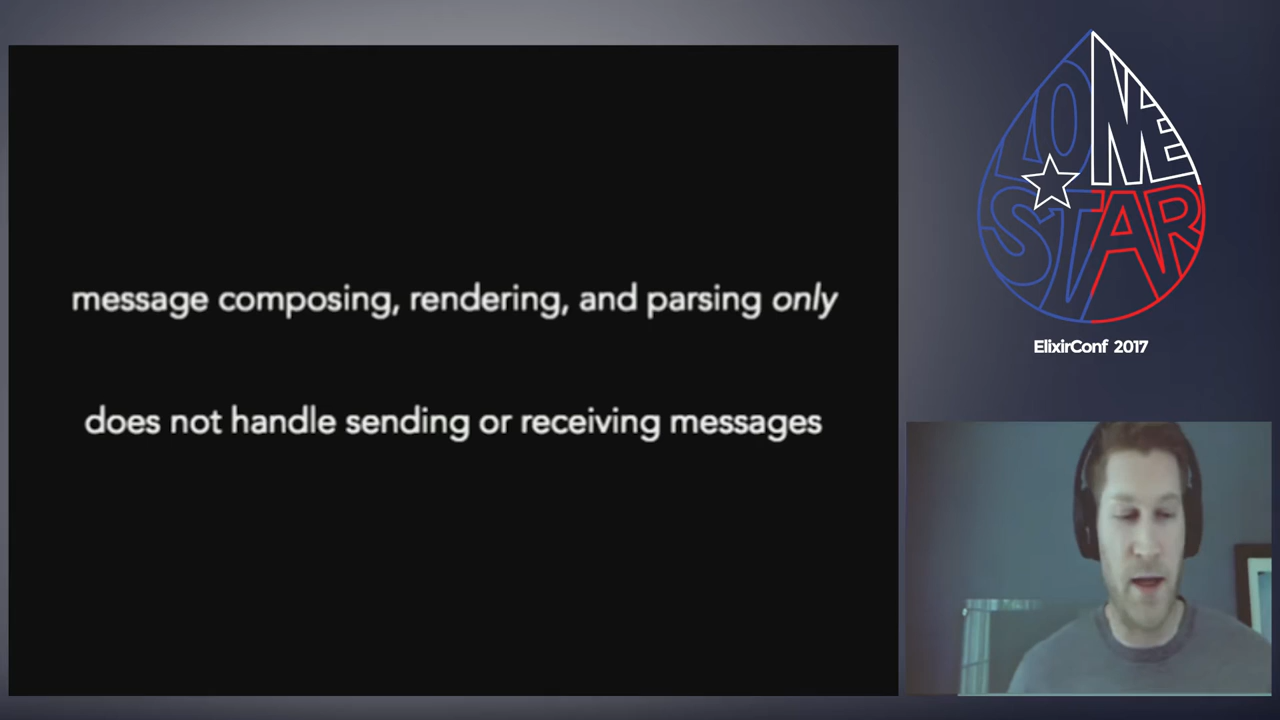 message composing, rendering, and parsing only
does not handle sending or receiving messages
LONE
STAR
ElixirConf 2017